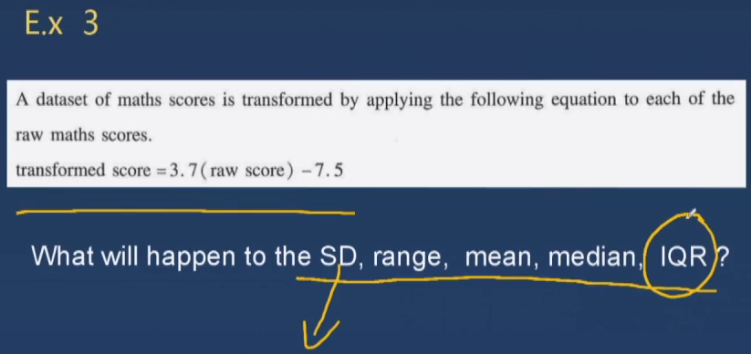 E.x 3
A dataset of maths scores is transformed by applying the following equation to each of the
raw maths scores.
transformed score = 3.7( raw score) - 7.5
What will happen to the SD, range, mean, median, IQR ?